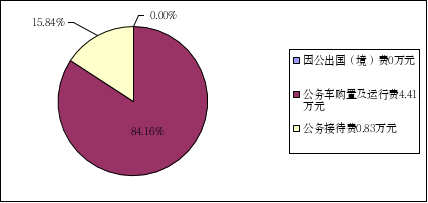 0.00%
15.84%
84.16%
因公出国（境）费0万元
公务车购置及运行费4.41
万元
公务接待费0.83万元